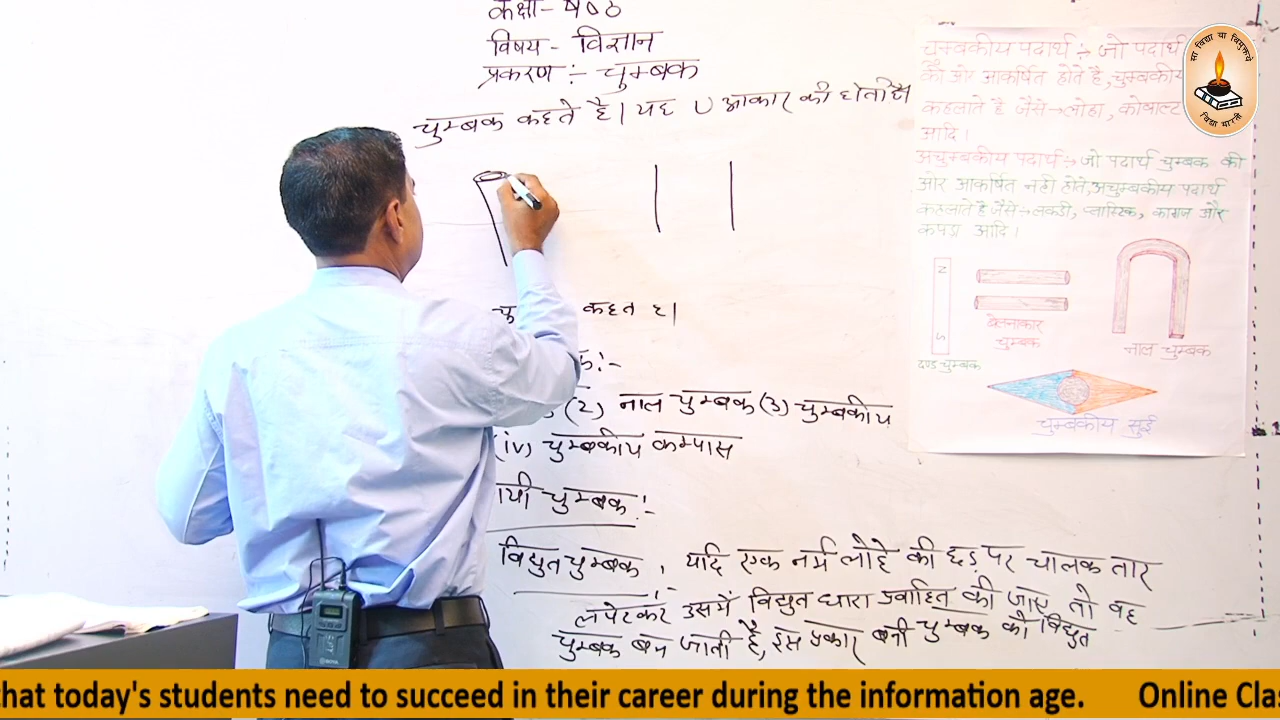 कक्षा- षष्ठ
विषय - विज्ञान
प्रकरण :- चुम्बक
चुम्बक कहते है। यह U आकार की होती है
कहते है।
(2) नाल चुम्बक (3) चुम्बकीय
(iv) चुम्बकीय कम्पास
चुम्बक :-
विद्युत चुम्बक :- यदि एक नर्म लोहे की छड़ पर चालक तार
लपेटकर उसमें विद्युत धारा प्रवाहित की जाए तो वह
चुम्बक बन जाती है, इस प्रकार बनी चुम्बक को विद्युत
चुम्बकीय पदार्थ :- जो पदार्थ
की ओर आकर्षित होते है, चुम्बकीय
कहलाते है जैसे→लोहा, कोबाल्ट
आदि।
अचुम्बकीय पदार्थ→ जो पदार्थ चुम्बक की
ओर आकर्षित नही होते, अचुम्बकीय पदार्थ
कहलाते है जैसे→लकडी, प्लास्टिक, कागज और
कपड़ा आदि।
N
S
दण्ड चुम्बक
बेलनाकार
चुम्बक
नाल चुम्बक
चुम्बकीय सुई
सा विद्या या विमुक्तये
विद्या भारती
that today's students need to succeed in their career during the information age. Online Cla